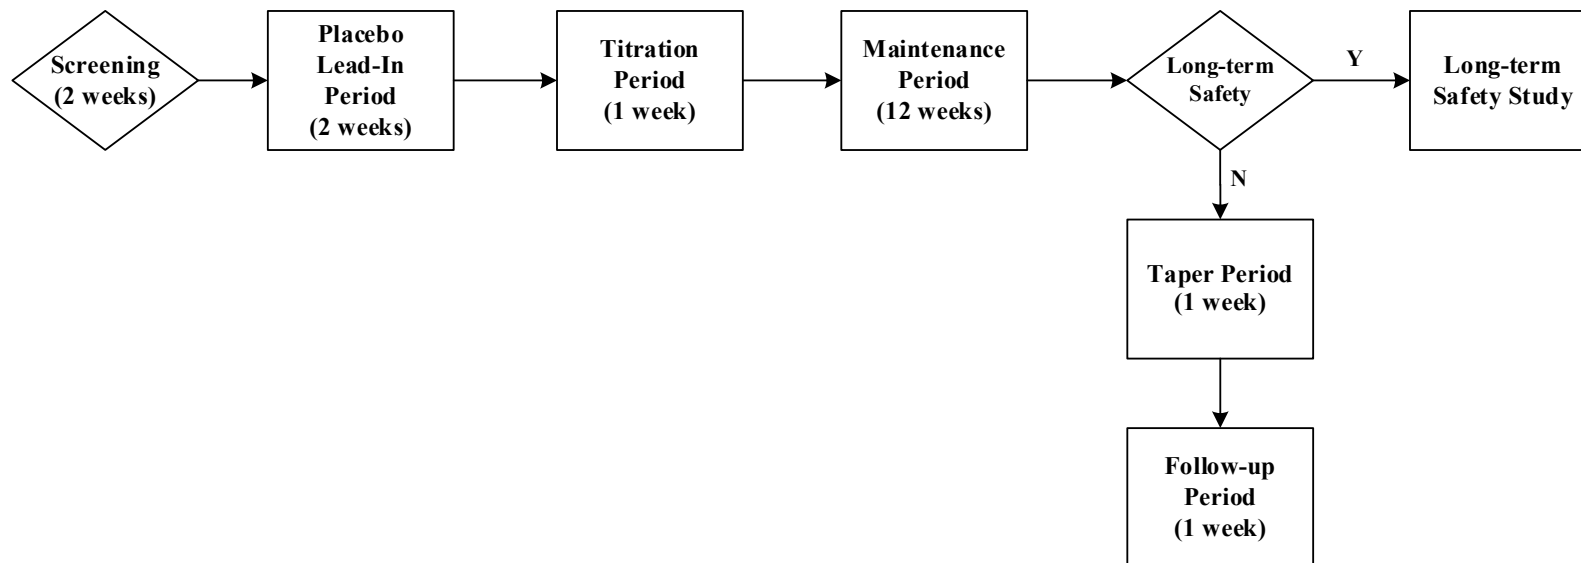 Screening
(2 weeks)
Placebo
Lead-In
Period
(2 weeks)
Titration
Period
(1 week)
Maintenance
Period
(12 weeks)
Long-term
Safety
Y
Long-term
Safety Study
N
Taper Period
(1 week)
Follow-up
Period
(1 week)